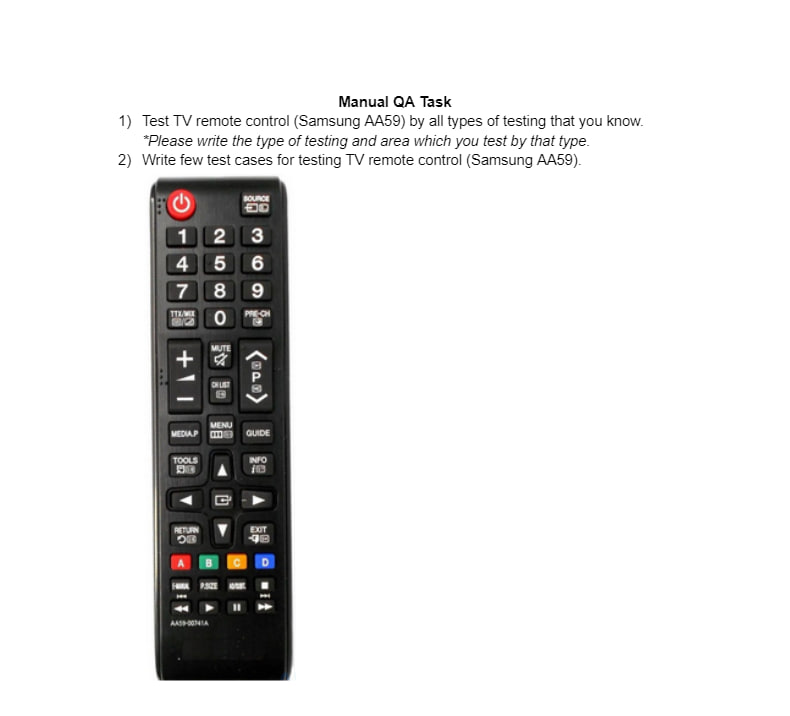 Manual QA Task
1) Test TV remote control (Samsung AA59) by all types of testing that you know.
*Please write the type of testing and area which you test by that type.
2) Write few test cases for testing TV remote control (Samsung AA59).
SOURCE
1 2 3
4 5 6
7 8 9
TTX/MIX 0 PRE-CH
+ MUTE
P
- CH LIST
MEDIA.P MENU GUIDE
TOOLS INFO
RETURN EXIT
A B C D
E-MANUAL P.SIZE AD/SUBT.
AA59-00741A